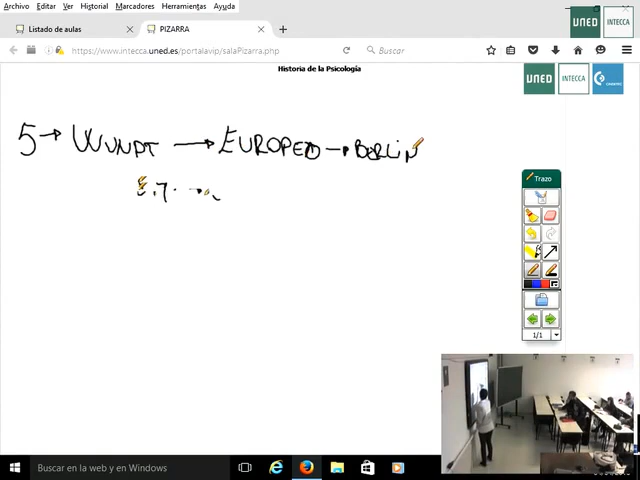 Archivo Editar Ver Historial Marcadores Herramientas Ayuda
Listado de aulas × PIZARRA × +
https://www.intecca.uned.es/portalavip/salaPizarra.php Buscar
Historia de la Psicología
UNED INTECCA
UNED INTECCA
5 → WUNDT → EUROPEO → BERLIN
Trazo
1/1
Buscar en la web y en Windows